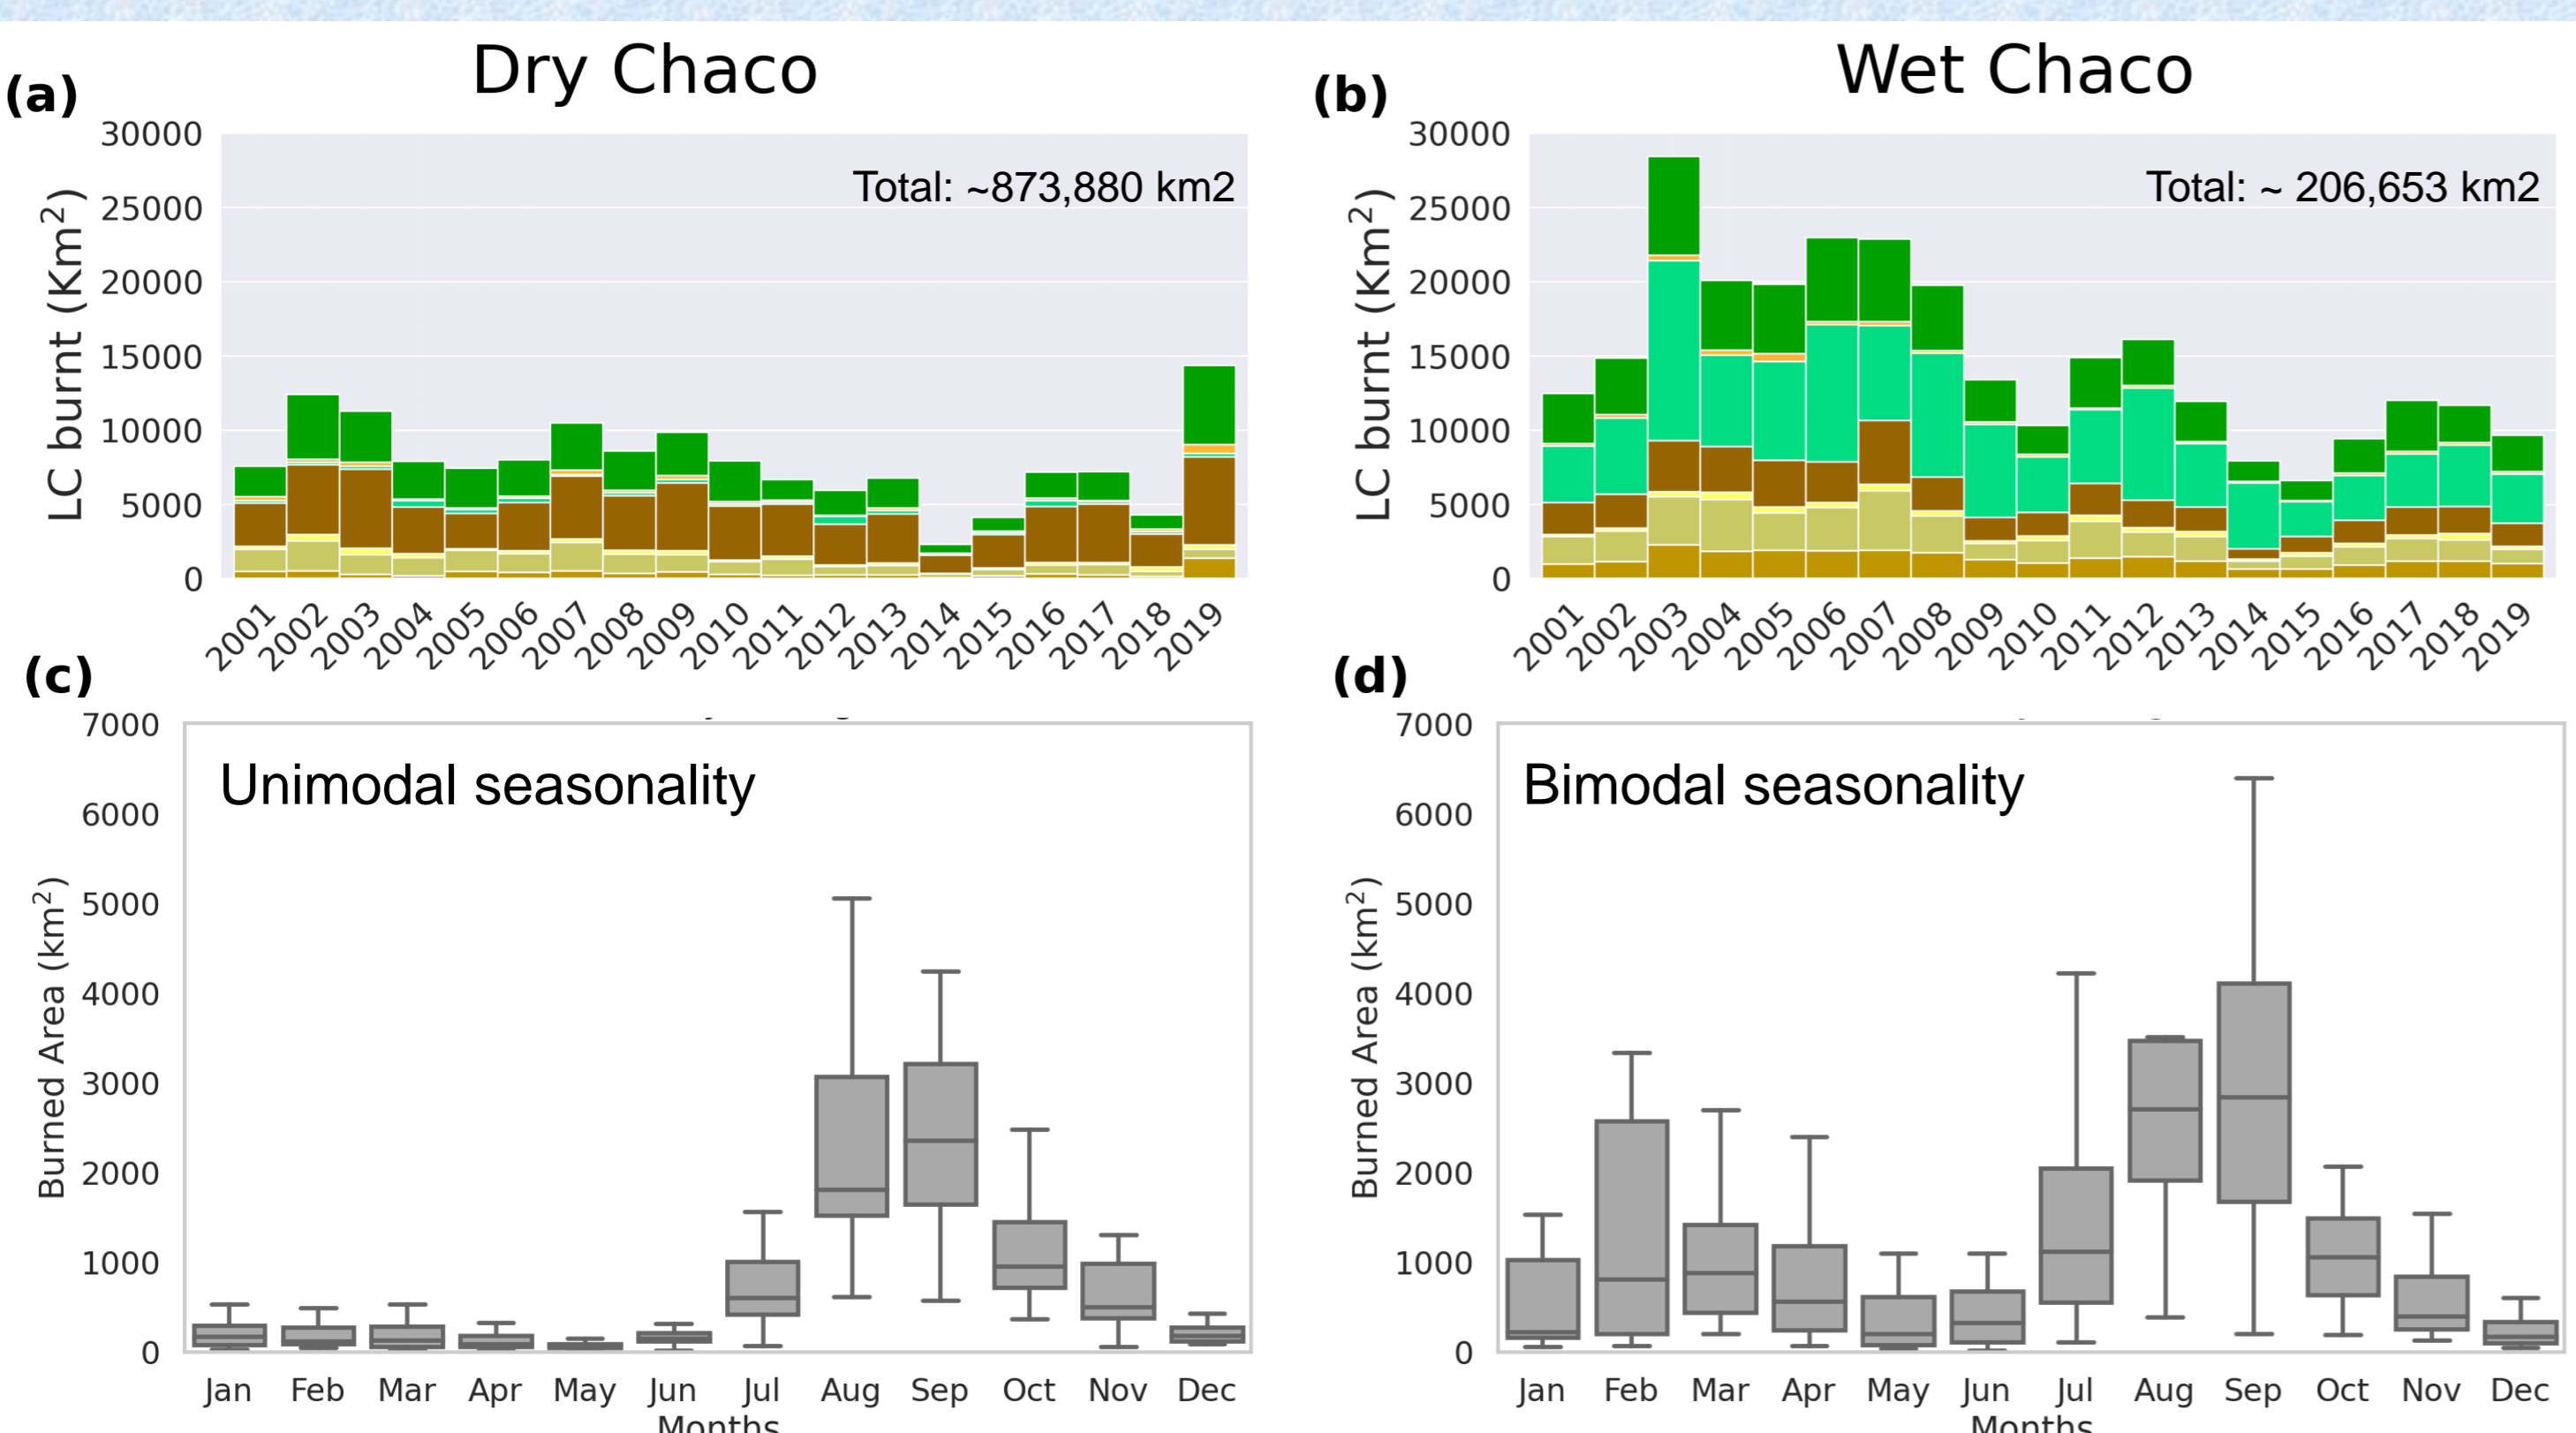 Dry Chaco
Wet Chaco
(a)
(b)
30000
25000
20000
15000
10000
5000
0
LC burnt (Km²)
Total: ~873,880 km2
2001 2002 2003 2004 2005 2006 2007 2008 2009 2010 2011 2012 2013 2014 2015 2016 2017 2018 2019
30000
25000
20000
15000
10000
5000
0
LC burnt (Km²)
Total: ~ 206,653 km2
2001 2002 2003 2004 2005 2006 2007 2008 2009 2010 2011 2012 2013 2014 2015 2016 2017 2018 2019
(c)
(d)
7000
6000
5000
4000
3000
2000
1000
0
Burned Area (km²)
Unimodal seasonality
Jan Feb Mar Apr May Jun Jul Aug Sep Oct Nov Dec
Months
7000
6000
5000
4000
3000
2000
1000
0
Burned Area (km²)
Bimodal seasonality
Jan Feb Mar Apr May Jun Jul Aug Sep Oct Nov Dec
Months